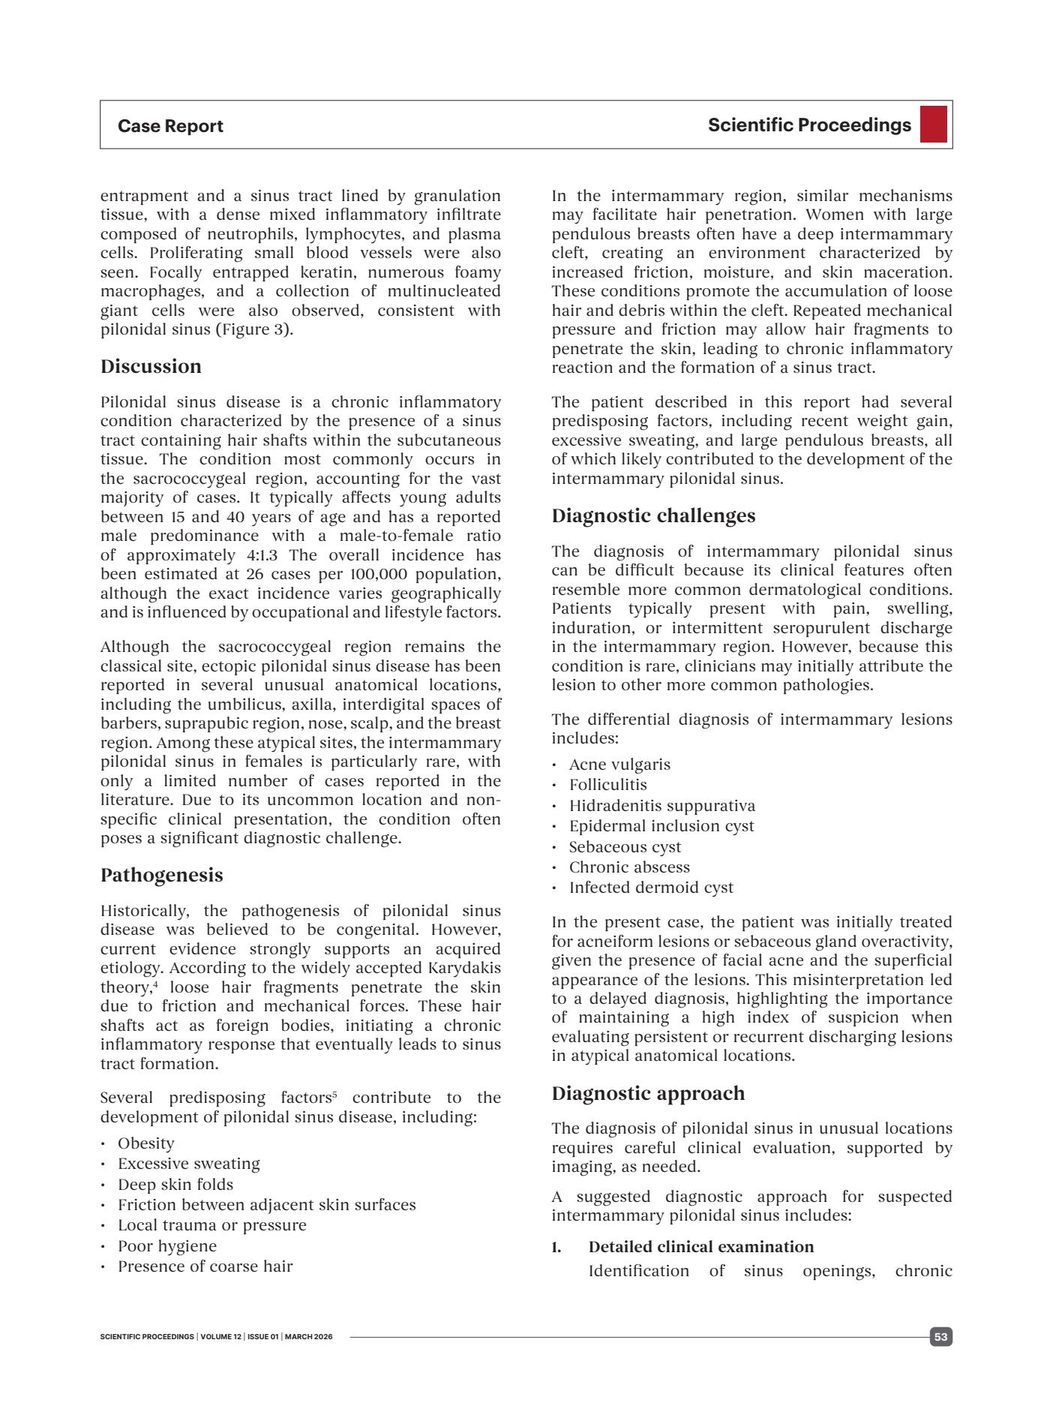 Case Report
Scientific Proceedings
entrapment and a sinus tract lined by granulation
tissue, with a dense mixed inflammatory infiltrate
composed of neutrophils, lymphocytes, and plasma
cells. Proliferating small blood vessels were also
seen. Focally entrapped keratin, numerous foamy
macrophages, and a collection of multinucleated
giant cells were also observed, consistent with
pilonidal sinus (Figure 3).
Discussion
Pilonidal sinus disease is a chronic inflammatory
condition characterized by the presence of a sinus
tract containing hair shafts within the subcutaneous
tissue. The condition most commonly occurs in
the sacrococcygeal region, accounting for the vast
majority of cases. It typically affects young adults
between 15 and 40 years of age and has a reported
male predominance with a male-to-female ratio
of approximately 4:1.3 The overall incidence has
been estimated at 26 cases per 100,000 population,
although the exact incidence varies geographically
and is influenced by occupational and lifestyle factors.
Although the sacrococcygeal region remains the
classical site, ectopic pilonidal sinus disease has been
reported in several unusual anatomical locations,
including the umbilicus, axilla, interdigital spaces of
barbers, suprapubic region, nose, scalp, and the breast
region. Among these atypical sites, the intermammary
pilonidal sinus in females is particularly rare, with
only a limited number of cases reported in the
literature. Due to its uncommon location and non-
specific clinical presentation, the condition often
poses a significant diagnostic challenge.
Pathogenesis
Historically, the pathogenesis of pilonidal sinus
disease was believed to be congenital. However,
current evidence strongly supports an acquired
etiology. According to the widely accepted Karydakis
theory,⁴ loose hair fragments penetrate the skin
due to friction and mechanical forces. These hair
shafts act as foreign bodies, initiating a chronic
inflammatory response that eventually leads to sinus
tract formation.
Several predisposing factors⁵ contribute to the
development of pilonidal sinus disease, including:
• Obesity
• Excessive sweating
• Deep skin folds
• Friction between adjacent skin surfaces
• Local trauma or pressure
• Poor hygiene
• Presence of coarse hair
In the intermammary region, similar mechanisms
may facilitate hair penetration. Women with large
pendulous breasts often have a deep intermammary
cleft, creating an environment characterized by
increased friction, moisture, and skin maceration.
These conditions promote the accumulation of loose
hair and debris within the cleft. Repeated mechanical
pressure and friction may allow hair fragments to
penetrate the skin, leading to chronic inflammatory
reaction and the formation of a sinus tract.
The patient described in this report had several
predisposing factors, including recent weight gain,
excessive sweating, and large pendulous breasts, all
of which likely contributed to the development of the
intermammary pilonidal sinus.
Diagnostic challenges
The diagnosis of intermammary pilonidal sinus
can be difficult because its clinical features often
resemble more common dermatological conditions.
Patients typically present with pain, swelling,
induration, or intermittent seropurulent discharge
in the intermammary region. However, because this
condition is rare, clinicians may initially attribute the
lesion to other more common pathologies.
The differential diagnosis of intermammary lesions
includes:
• Acne vulgaris
• Folliculitis
• Hidradenitis suppurativa
• Epidermal inclusion cyst
• Sebaceous cyst
• Chronic abscess
• Infected dermoid cyst
In the present case, the patient was initially treated
for acneiform lesions or sebaceous gland overactivity,
given the presence of facial acne and the superficial
appearance of the lesions. This misinterpretation led
to a delayed diagnosis, highlighting the importance
of maintaining a high index of suspicion when
evaluating persistent or recurrent discharging lesions
in atypical anatomical locations.
Diagnostic approach
The diagnosis of pilonidal sinus in unusual locations
requires careful clinical evaluation, supported by
imaging, as needed.
A suggested diagnostic approach for suspected
intermammary pilonidal sinus includes:
1. Detailed clinical examination
Identification of sinus openings, chronic
SCIENTIFIC PROCEEDINGS | VOLUME 12 | ISSUE 01 | MARCH 2026
53